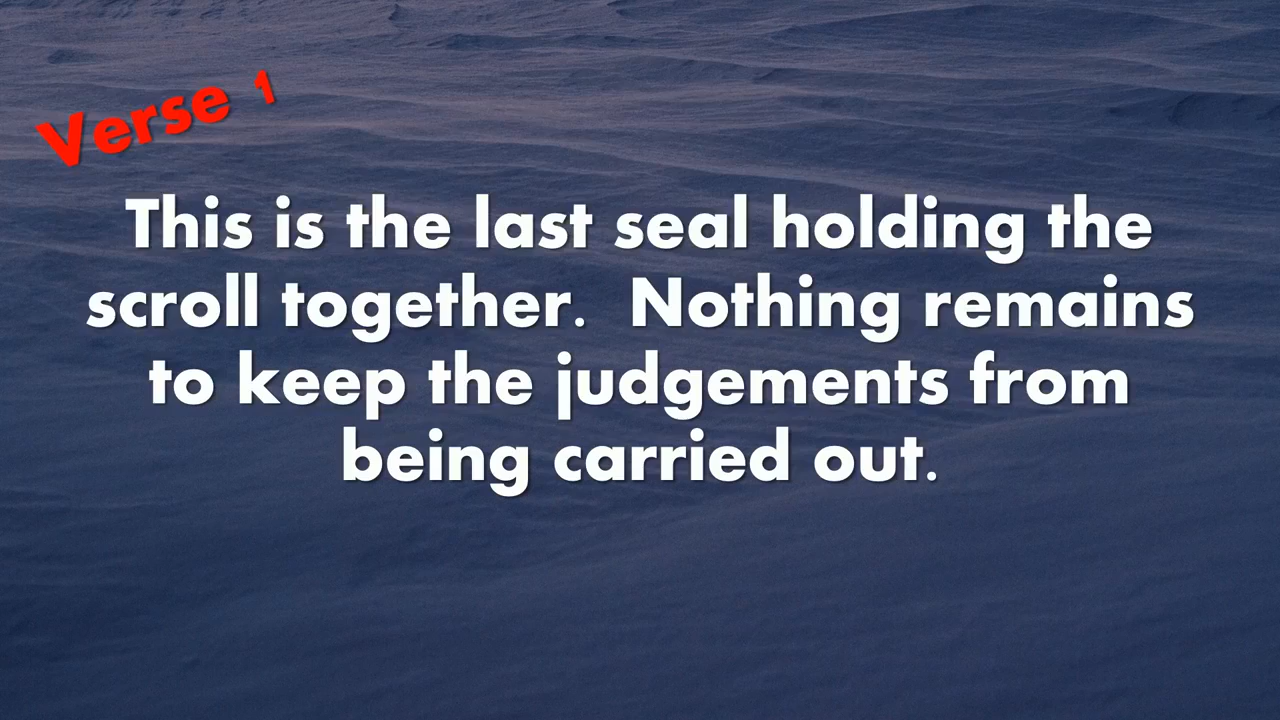 Verse 1
This is the last seal holding the
scroll together.  Nothing remains
to keep the judgements from
being carried out.